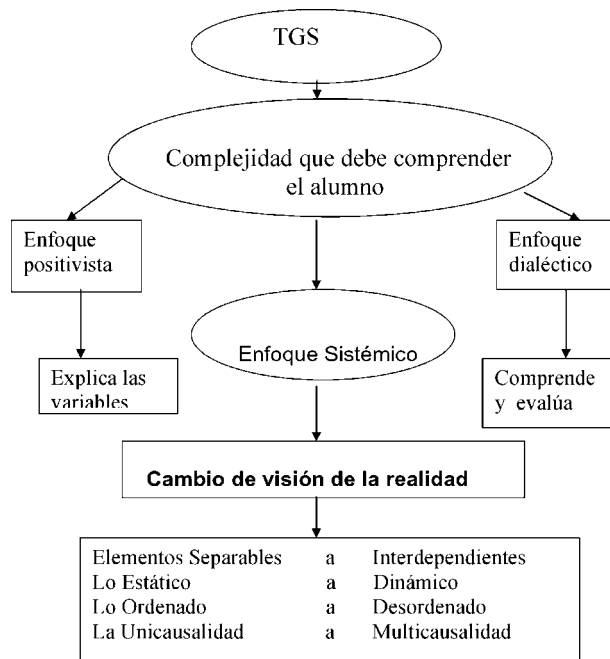 TGS
Complejidad que debe comprender
el alumno
Enfoque
positivista
Enfoque
dialéctico
Enfoque Sistémico
Explica las
variables
Comprende
y evalúa
Cambio de visión de la realidad
Elementos Separables a Interdependientes
Lo Estático a Dinámico
Lo Ordenado a Desordenado
La Unicausalidad a Multicausalidad